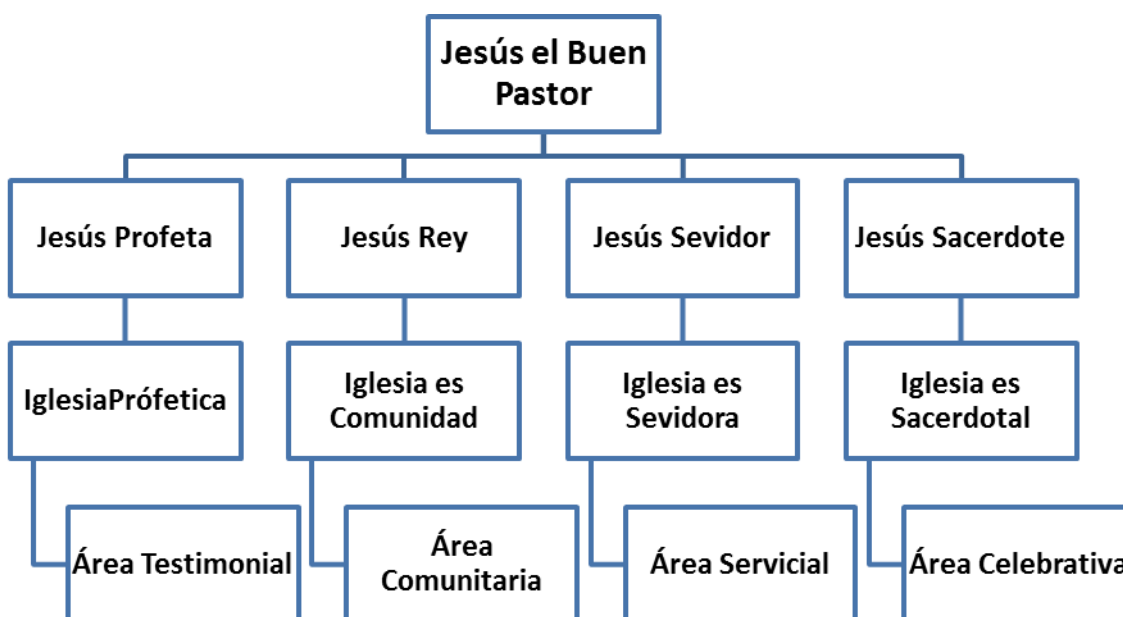 Jesús el Buen
Pastor
Jesús Profeta
Jesús Rey
Jesús Sevidor
Jesús Sacerdote
IglesiaPrófetica
Iglesia es
Comunidad
Iglesia es
Sevidora
Iglesia es
Sacerdotal
Área Testimonial
Área
Comunitaria
Área Servicial
Área Celebrativa